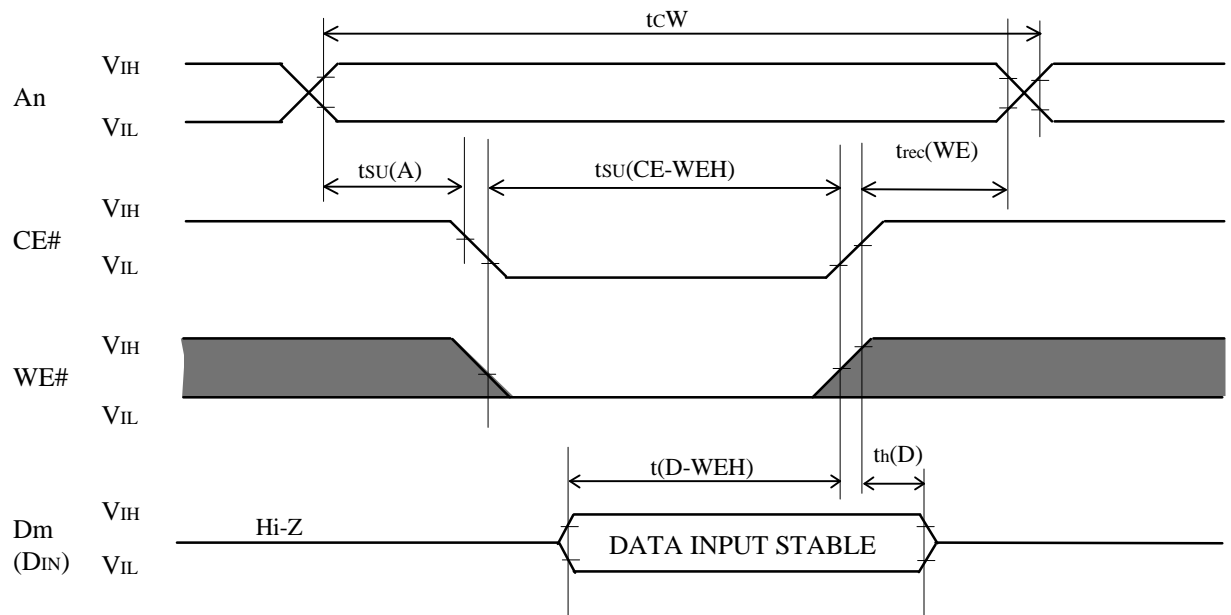 tcW
VIH
An
VIL
tSU(A)
tSU(CE-WEH)
trec(WE)
VIH
CE#
VIL
VIH
WE#
VIL
t(D-WEH)
th(D)
VIH
Hi-Z
Dm
(DIN)
DATA INPUT STABLE
VIL